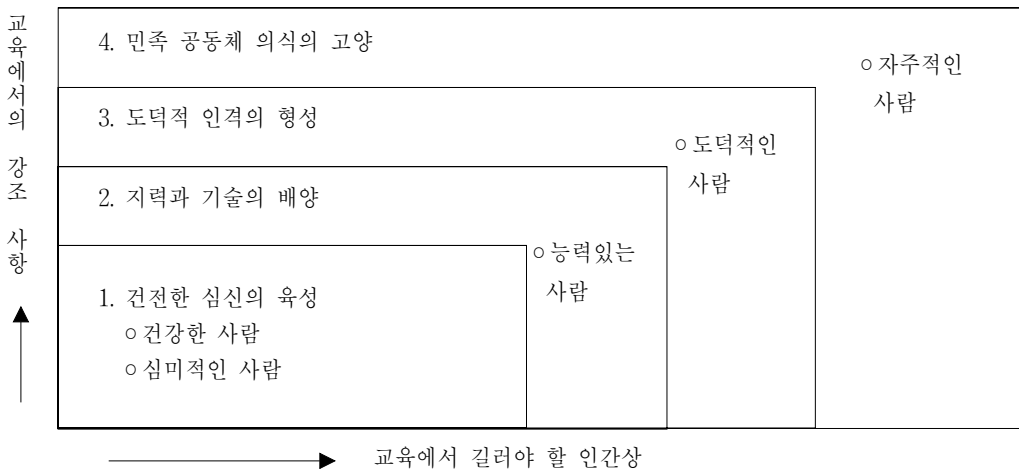 교육에서의 강조 사항
4. 민족 공동체 의식의 고양
○ 자주적인
사람
3. 도덕적 인격의 형성
○ 도덕적인
사람
2. 지력과 기술의 배양
○ 능력있는
사람
1. 건전한 심신의 육성
○ 건강한 사람
○ 심미적인 사람
교육에서 길러야 할 인간상